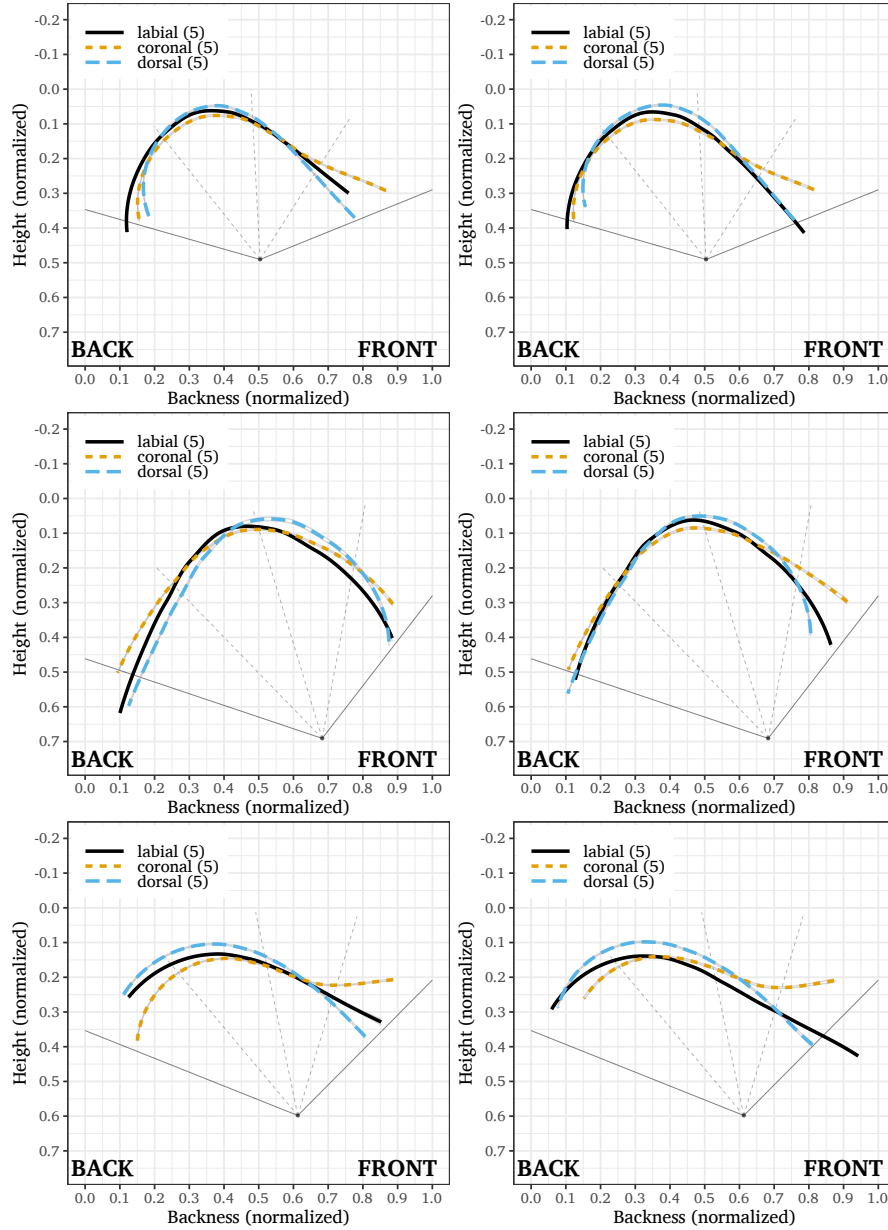 -0.2
-0.1
0.0
0.1
0.2
0.3
0.4
0.5
0.6
0.7
Height (normalized)
labial (5)
coronal (5)
dorsal (5)
BACK FRONT
0.0 0.1 0.2 0.3 0.4 0.5 0.6 0.7 0.8 0.9 1.0
Backness (normalized)
-0.2
-0.1
0.0
0.1
0.2
0.3
0.4
0.5
0.6
0.7
Height (normalized)
labial (5)
coronal (5)
dorsal (5)
BACK FRONT
0.0 0.1 0.2 0.3 0.4 0.5 0.6 0.7 0.8 0.9 1.0
Backness (normalized)
-0.2
-0.1
0.0
0.1
0.2
0.3
0.4
0.5
0.6
0.7
Height (normalized)
labial (5)
coronal (5)
dorsal (5)
BACK FRONT
0.0 0.1 0.2 0.3 0.4 0.5 0.6 0.7 0.8 0.9 1.0
Backness (normalized)
-0.2
-0.1
0.0
0.1
0.2
0.3
0.4
0.5
0.6
0.7
Height (normalized)
labial (5)
coronal (5)
dorsal (5)
BACK FRONT
0.0 0.1 0.2 0.3 0.4 0.5 0.6 0.7 0.8 0.9 1.0
Backness (normalized)
-0.2
-0.1
0.0
0.1
0.2
0.3
0.4
0.5
0.6
0.7
Height (normalized)
labial (5)
coronal (5)
dorsal (5)
BACK FRONT
0.0 0.1 0.2 0.3 0.4 0.5 0.6 0.7 0.8 0.9 1.0
Backness (normalized)
-0.2
-0.1
0.0
0.1
0.2
0.3
0.4
0.5
0.6
0.7
Height (normalized)
labial (5)
coronal (5)
dorsal (5)
BACK FRONT
0.0 0.1 0.2 0.3 0.4 0.5 0.6 0.7 0.8 0.9 1.0
Backness (normalized)